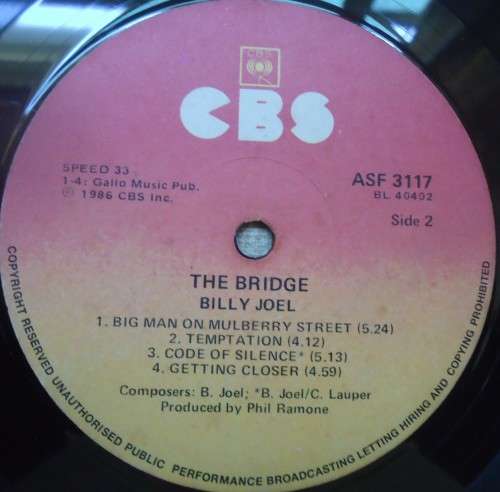 CBS
CBS
SPEED 33
1-4: Gallo Music Pub.
℗ 1986 CBS Inc.
ASF 3117
BL 40402
Side 2
THE BRIDGE
BILLY JOEL
1. BIG MAN ON MULBERRY STREET (5.24)
2. TEMPTATION (4.12)
3. CODE OF SILENCE* (5.13)
4. GETTING CLOSER (4.59)
Composers: B. Joel; *B. Joel/C. Lauper
Produced by Phil Ramone
COPYRIGHT RESERVED UNAUTHORISED PUBLIC PERFORMANCE BROADCASTING LETTING HIRING AND COPYING PROHIBITED